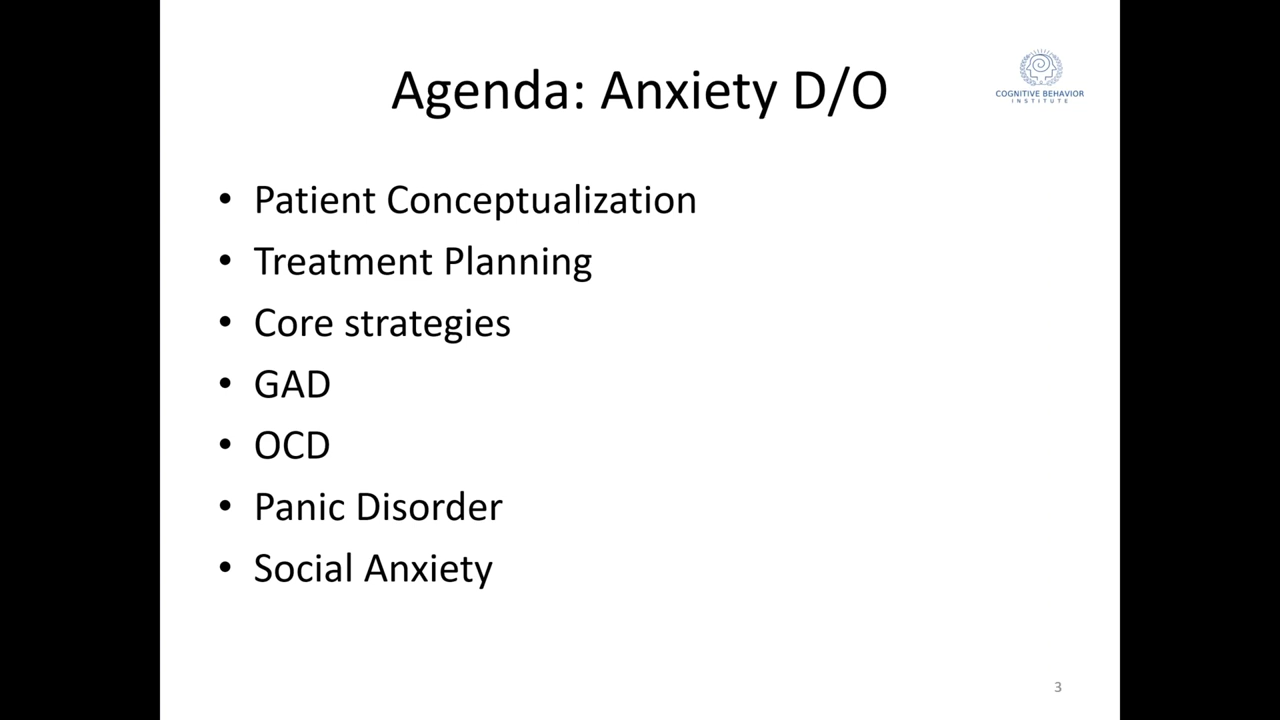 Agenda: Anxiety D/O
COGNITIVE BEHAVIOR
INSTITUTE
• Patient Conceptualization
• Treatment Planning
• Core strategies
• GAD
• OCD
• Panic Disorder
• Social Anxiety
3